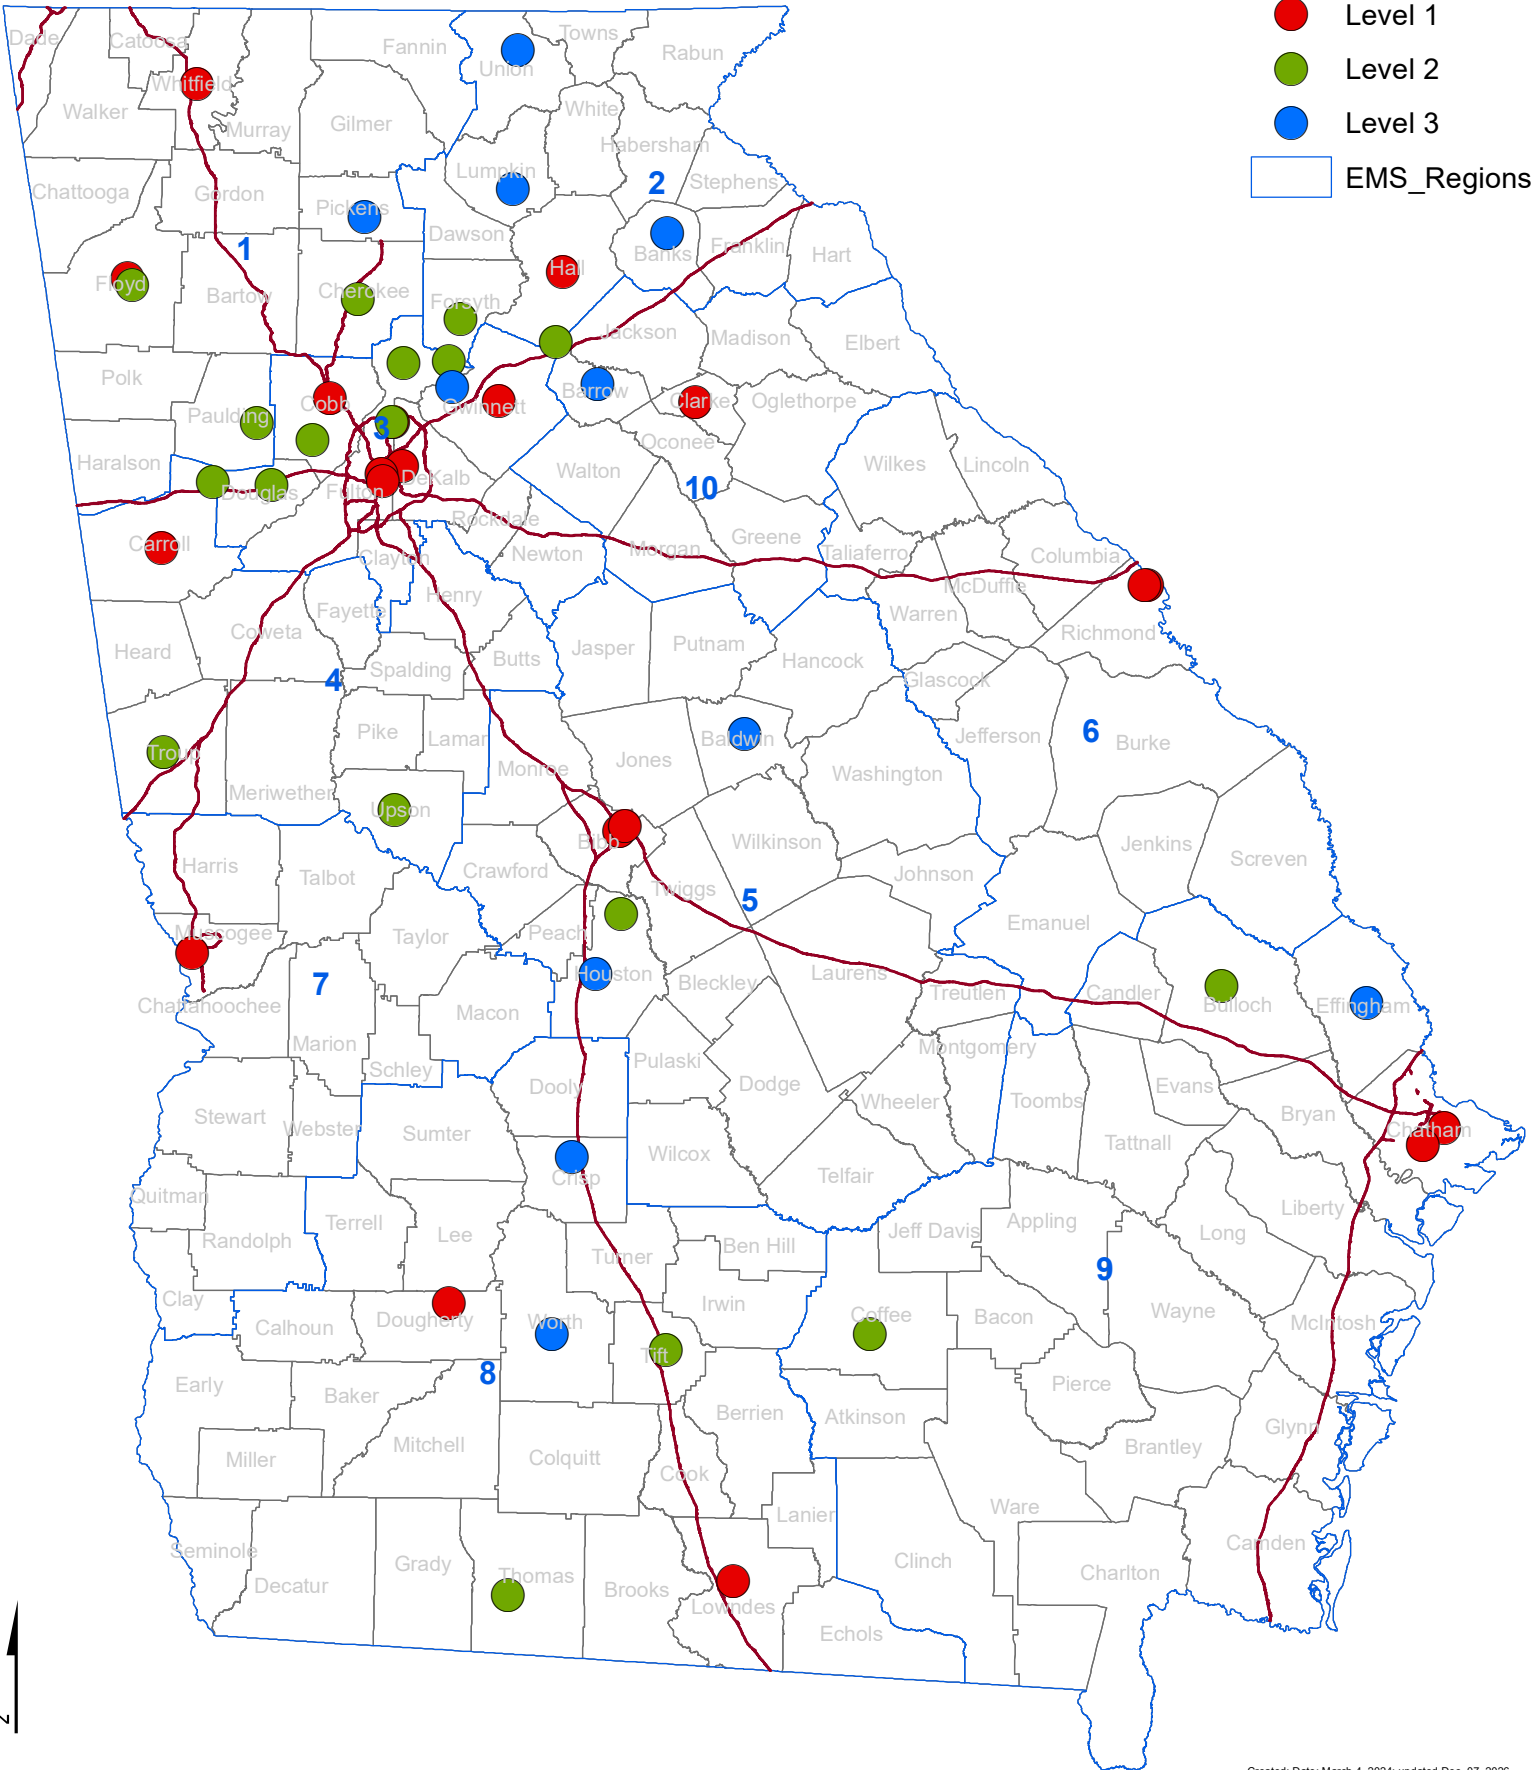 Level 1
Level 2
Level 3
EMS_Regions
Dade
Catoosa
Fannin
Towns
Rabun
Union
Whitfield
Walker
Murray
Gilmer
White
Habersham
Lumpkin
Stephens
2
Chattooga
Gordon
Pickens
Dawson
1
Banks
Franklin
Hart
Hall
Floyd
Bartow
Cherokee
Forsyth
Jackson
Madison
Elbert
Polk
Barrow
Cobb
Gwinnett
Clarke
Oglethorpe
Paulding
3
Oconee
Haralson
Walton
Wilkes
Lincoln
DeKalb
Douglas
Fulton
10
Rockdale
Carroll
Clayton
Newton
Morgan
Greene
Taliaferro
Columbia
McDuffie
Henry
Fayette
Warren
Coweta
Richmond
Heard
Jasper
Putnam
Hancock
Spalding
Butts
4
Glascock
Pike
Lamar
Baldwin
Jefferson
6
Burke
Troup
Monroe
Jones
Washington
Meriwether
Upson
Bibb
Wilkinson
Jenkins
Screven
Harris
Talbot
Crawford
Twiggs
Johnson
5
Emanuel
Muscogee
Taylor
Peach
Houston
Laurens
7
Bleckley
Treutlen
Candler
Bulloch
Effingham
Chattahoochee
Macon
Marion
Schley
Pulaski
Montgomery
Dooly
Dodge
Evans
Stewart
Webster
Sumter
Wheeler
Toombs
Bryan
Chatham
Tattnall
Wilcox
Crisp
Telfair
Quitman
Liberty
Terrell
Lee
Jeff Davis
Appling
Long
Randolph
Turner
Ben Hill
9
Clay
Irwin
Calhoun
Dougherty
Worth
Coffee
Bacon
Wayne
McIntosh
Tift
8
Early
Baker
Pierce
Berrien
Atkinson
Glynn
Mitchell
Brantley
Miller
Colquitt
Cook
Lanier
Ware
Camden
Seminole
Decatur
Grady
Thomas
Brooks
Clinch
Charlton
Lowndes
Echols